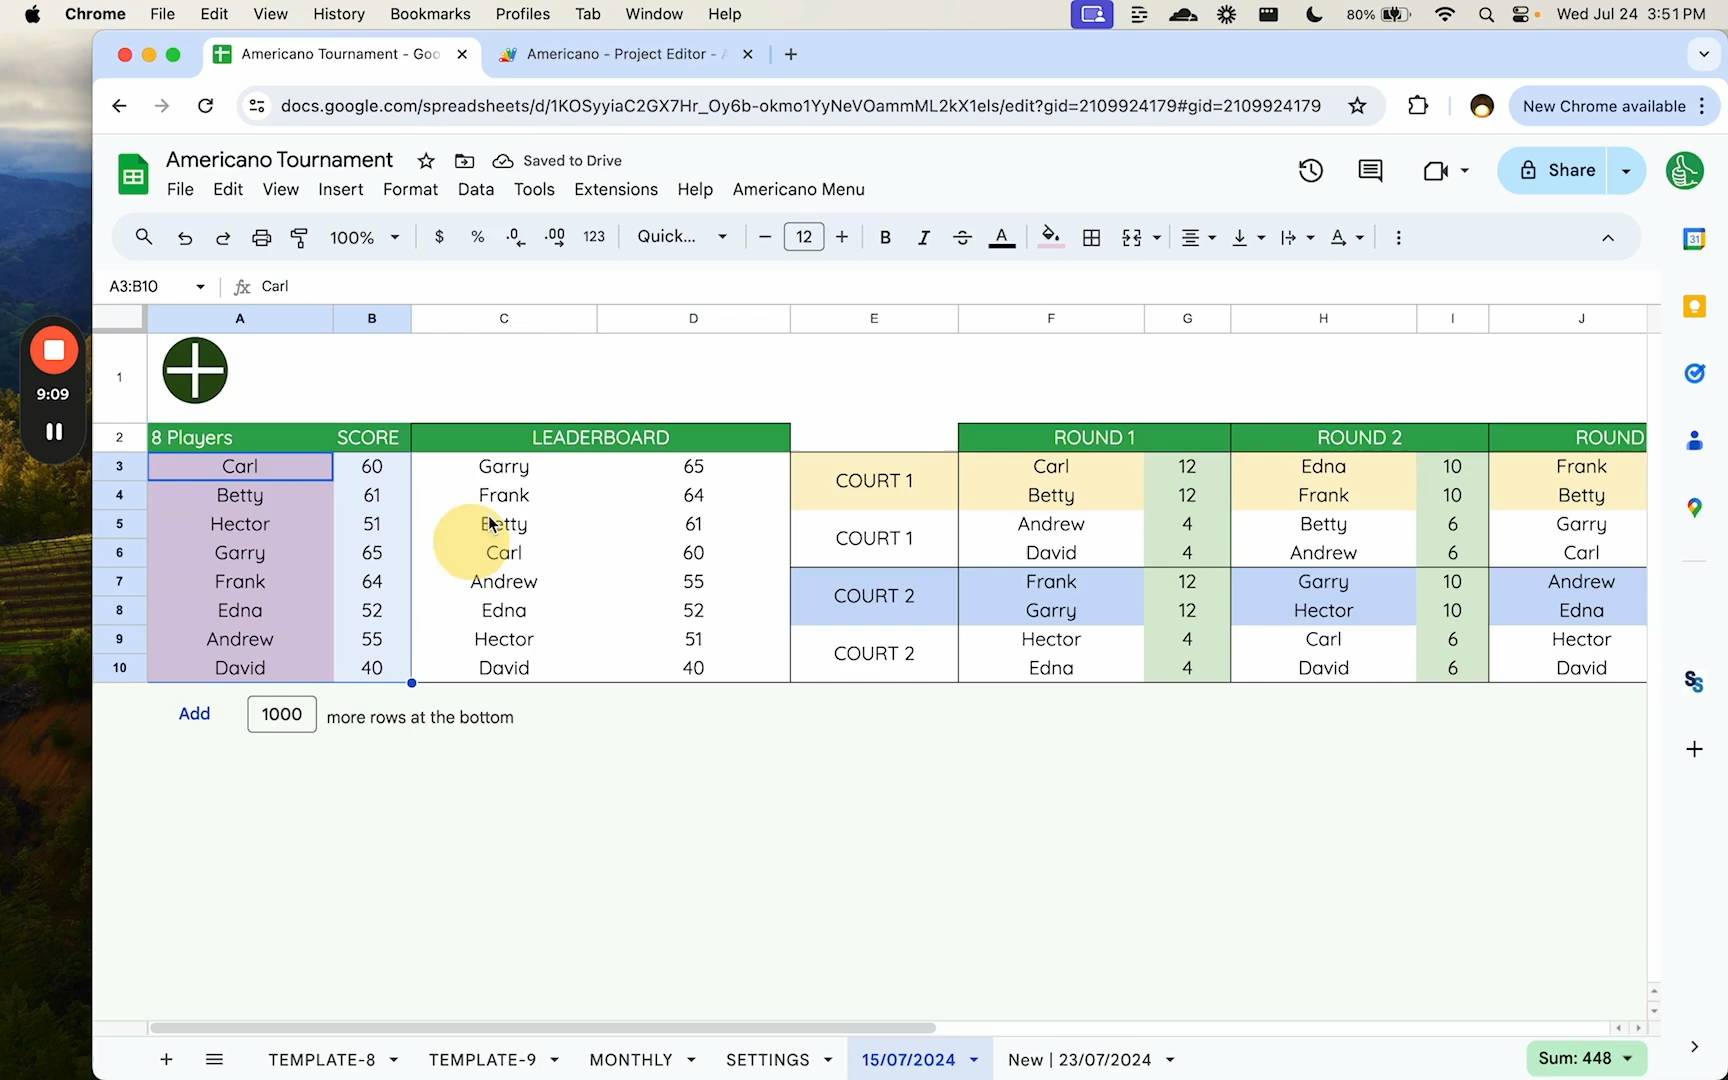 Chrome File Edit View History Bookmarks Profiles Tab Window Help 80% Wed Jul 24 3:51 PM
Americano Tournament - Goo Americano - Project Editor -
docs.google.com/spreadsheets/d/1KOSyyiaC2GX7Hr_Oy6b-okmo1YyNeVOammML2kX1els/edit?gid=2109924179#gid=2109924179 New Chrome available
Americano Tournament Saved to Drive
File Edit View Insert Format Data Tools Extensions Help Americano Menu
Share
100% $ % .0 .00 123 Quick... − 12 + B I A
A3:B10 fx Carl
A B C D E F G H I J
1
2 8 Players SCORE LEADERBOARD ROUND 1 ROUND 2 ROUND
3 Carl 60 Garry 65 COURT 1 Carl 12 Edna 10 Frank
4 Betty 61 Frank 64 Betty 12 Frank 10 Betty
5 Hector 51 Betty 61 COURT 1 Andrew 4 Betty 6 Garry
6 Garry 65 Carl 60 David 4 Andrew 6 Carl
7 Frank 64 Andrew 55 COURT 2 Frank 12 Garry 10 Andrew
8 Edna 52 Edna 52 Garry 12 Hector 10 Edna
9 Andrew 55 Hector 51 COURT 2 Hector 4 Carl 6 Hector
10 David 40 David 40 Edna 4 David 6 David
Add 1000 more rows at the bottom
9:09
31
SS
TEMPLATE-8 TEMPLATE-9 MONTHLY SETTINGS 15/07/2024 New | 23/07/2024 Sum: 448